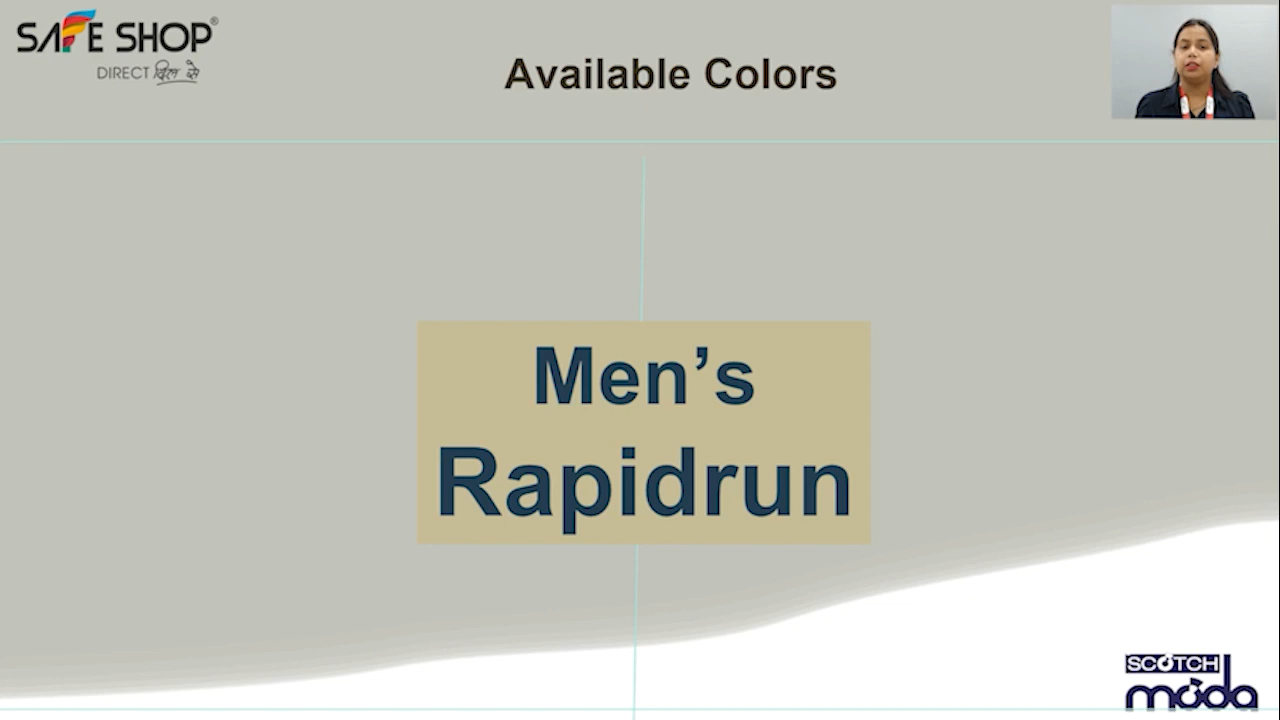 SAFE SHOP®
DIRECT दिल से
Available Colors
Men’s
Rapidrun
SCOTCH
moda